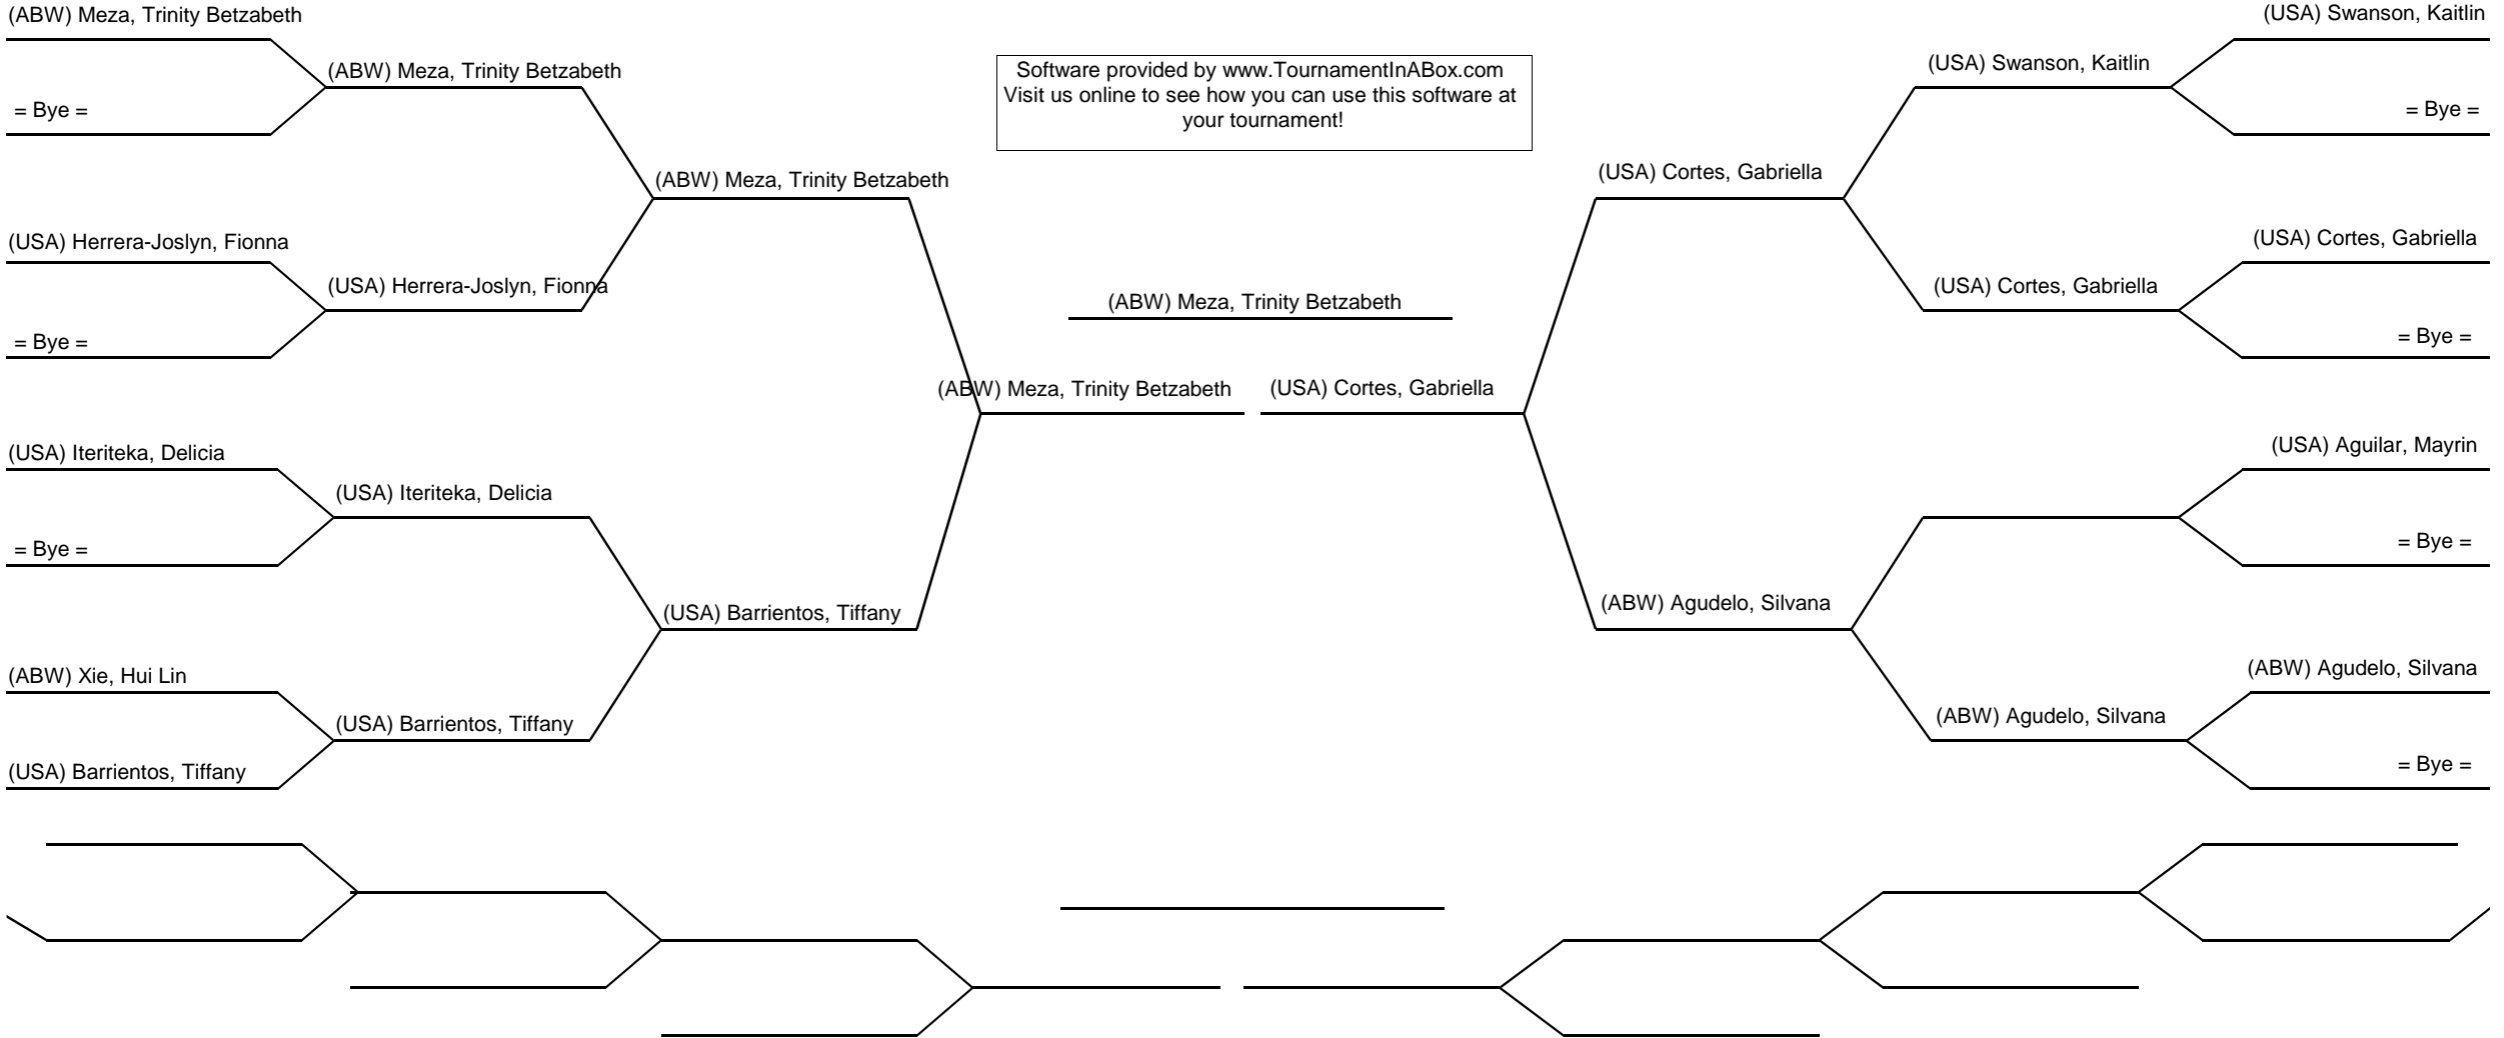 (ABW) Meza, Trinity Betzabeth
(ABW) Meza, Trinity Betzabeth
= Bye =
(ABW) Meza, Trinity Betzabeth
(USA) Herrera-Joslyn, Fionna
(USA) Herrera-Joslyn, Fionna
= Bye =
(ABW) Meza, Trinity Betzabeth
(USA) Iteriteka, Delicia
(USA) Iteriteka, Delicia
= Bye =
(USA) Barrientos, Tiffany
(ABW) Xie, Hui Lin
(USA) Barrientos, Tiffany
(USA) Barrientos, Tiffany
Software provided by www.TournamentInABox.com
Visit us online to see how you can use this software at
your tournament!
(ABW) Meza, Trinity Betzabeth
(USA) Cortes, Gabriella
(USA) Swanson, Kaitlin
(USA) Swanson, Kaitlin
= Bye =
(USA) Cortes, Gabriella
(USA) Cortes, Gabriella
(USA) Cortes, Gabriella
= Bye =
(USA) Aguilar, Mayrin
= Bye =
(ABW) Agudelo, Silvana
(ABW) Agudelo, Silvana
(ABW) Agudelo, Silvana
= Bye =